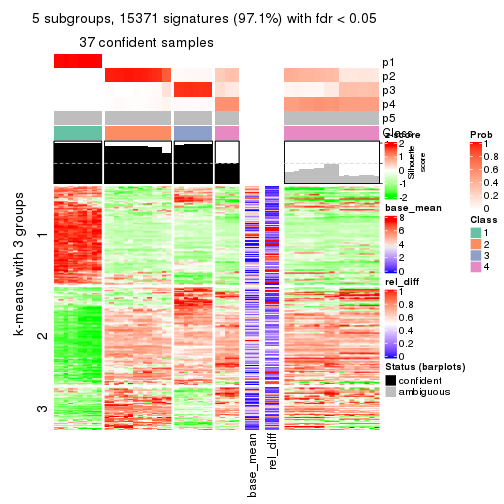 5 subgroups, 15371 signatures (97.1%) with fdr < 0.05
37 confident samples
p1
p2
p3
p4
p5
Class
Silhouette
score
k-means with 3 groups
1
2
3
base_mean
rel_diff
z-score
2
1
0
-1
-2
base_mean
8
6
4
2
0
rel_diff
1
0.8
0.6
0.4
0.2
0
Status (barplots)
confident
ambiguous
Prob
1
0.8
0.6
0.4
0.2
0
Class
1
2
3
4